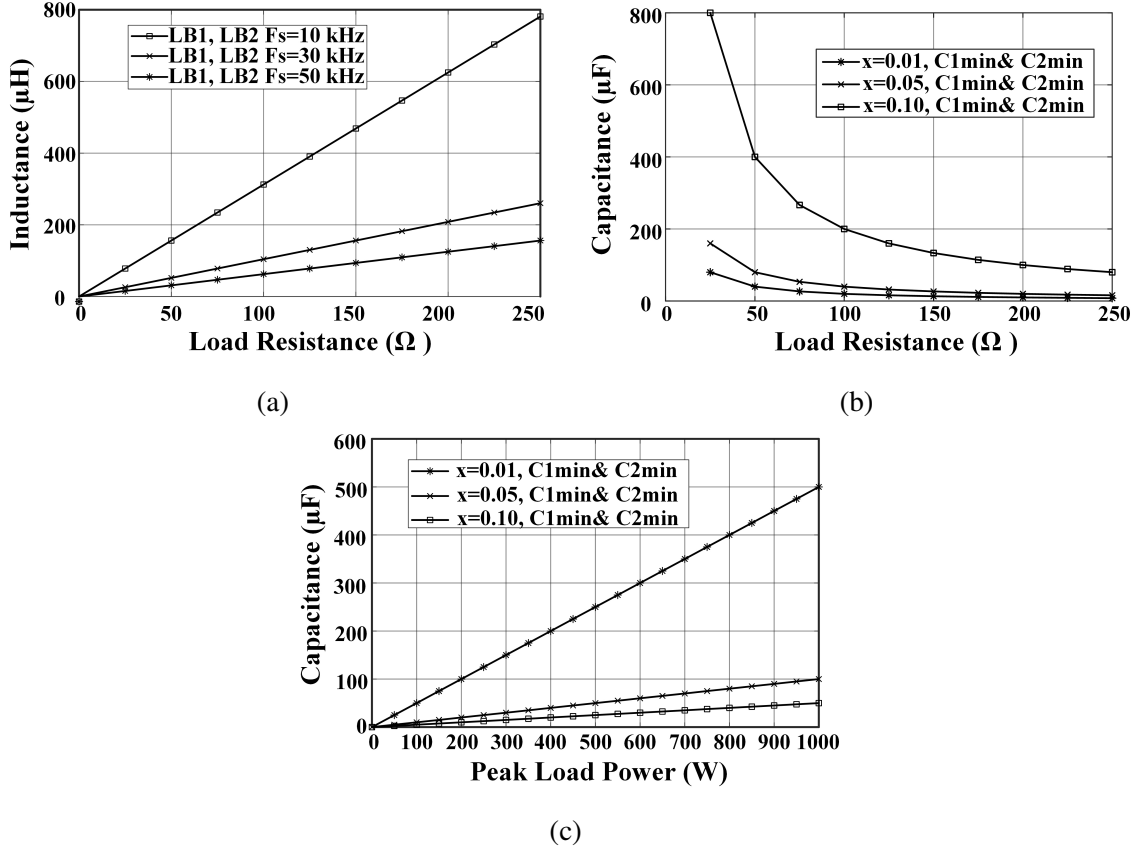 800
600
400
200
0
Inductance (µH)
LB1, LB2 Fs=10 kHz
LB1, LB2 Fs=30 kHz
LB1, LB2 Fs=50 kHz
0 50 100 150 200 250
Load Resistance (Ω )
(a)
800
600
400
200
0
Capacitance (µF)
x=0.01, C1min& C2min
x=0.05, C1min& C2min
x=0.10, C1min& C2min
0 50 100 150 200 250
Load Resistance (Ω )
(b)
600
500
400
300
200
100
0
Capacitance (µF)
x=0.01, C1min& C2min
x=0.05, C1min& C2min
x=0.10, C1min& C2min
0 100 200 300 400 500 600 700 800 900 1000
Peak Load Power (W)
(c)